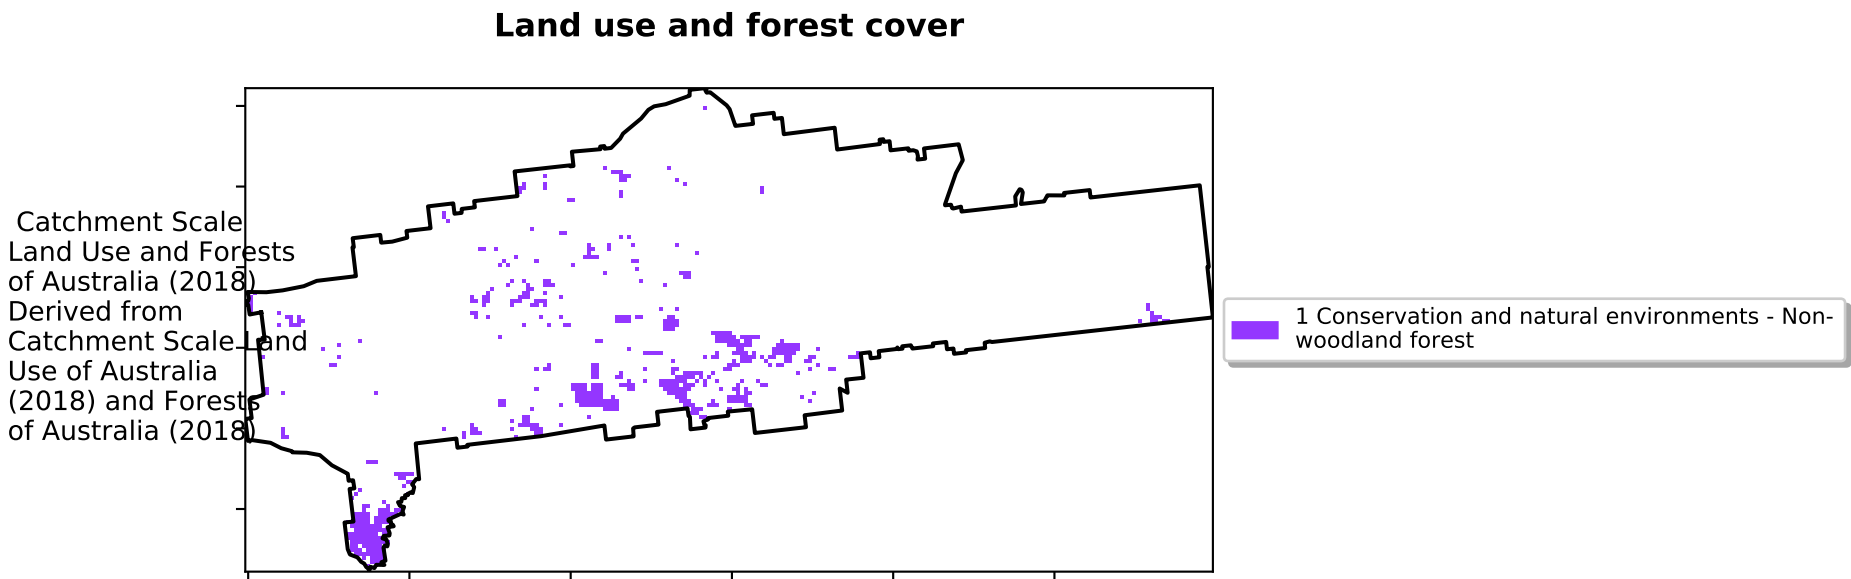 Land use and forest cover
Catchment Scale
Land Use and Forests
of Australia (2018)
Derived from
Catchment Scale Land
Use of Australia
(2018) and Forests
of Australia (2018)
1 Conservation and natural environments - Non-
woodland forest